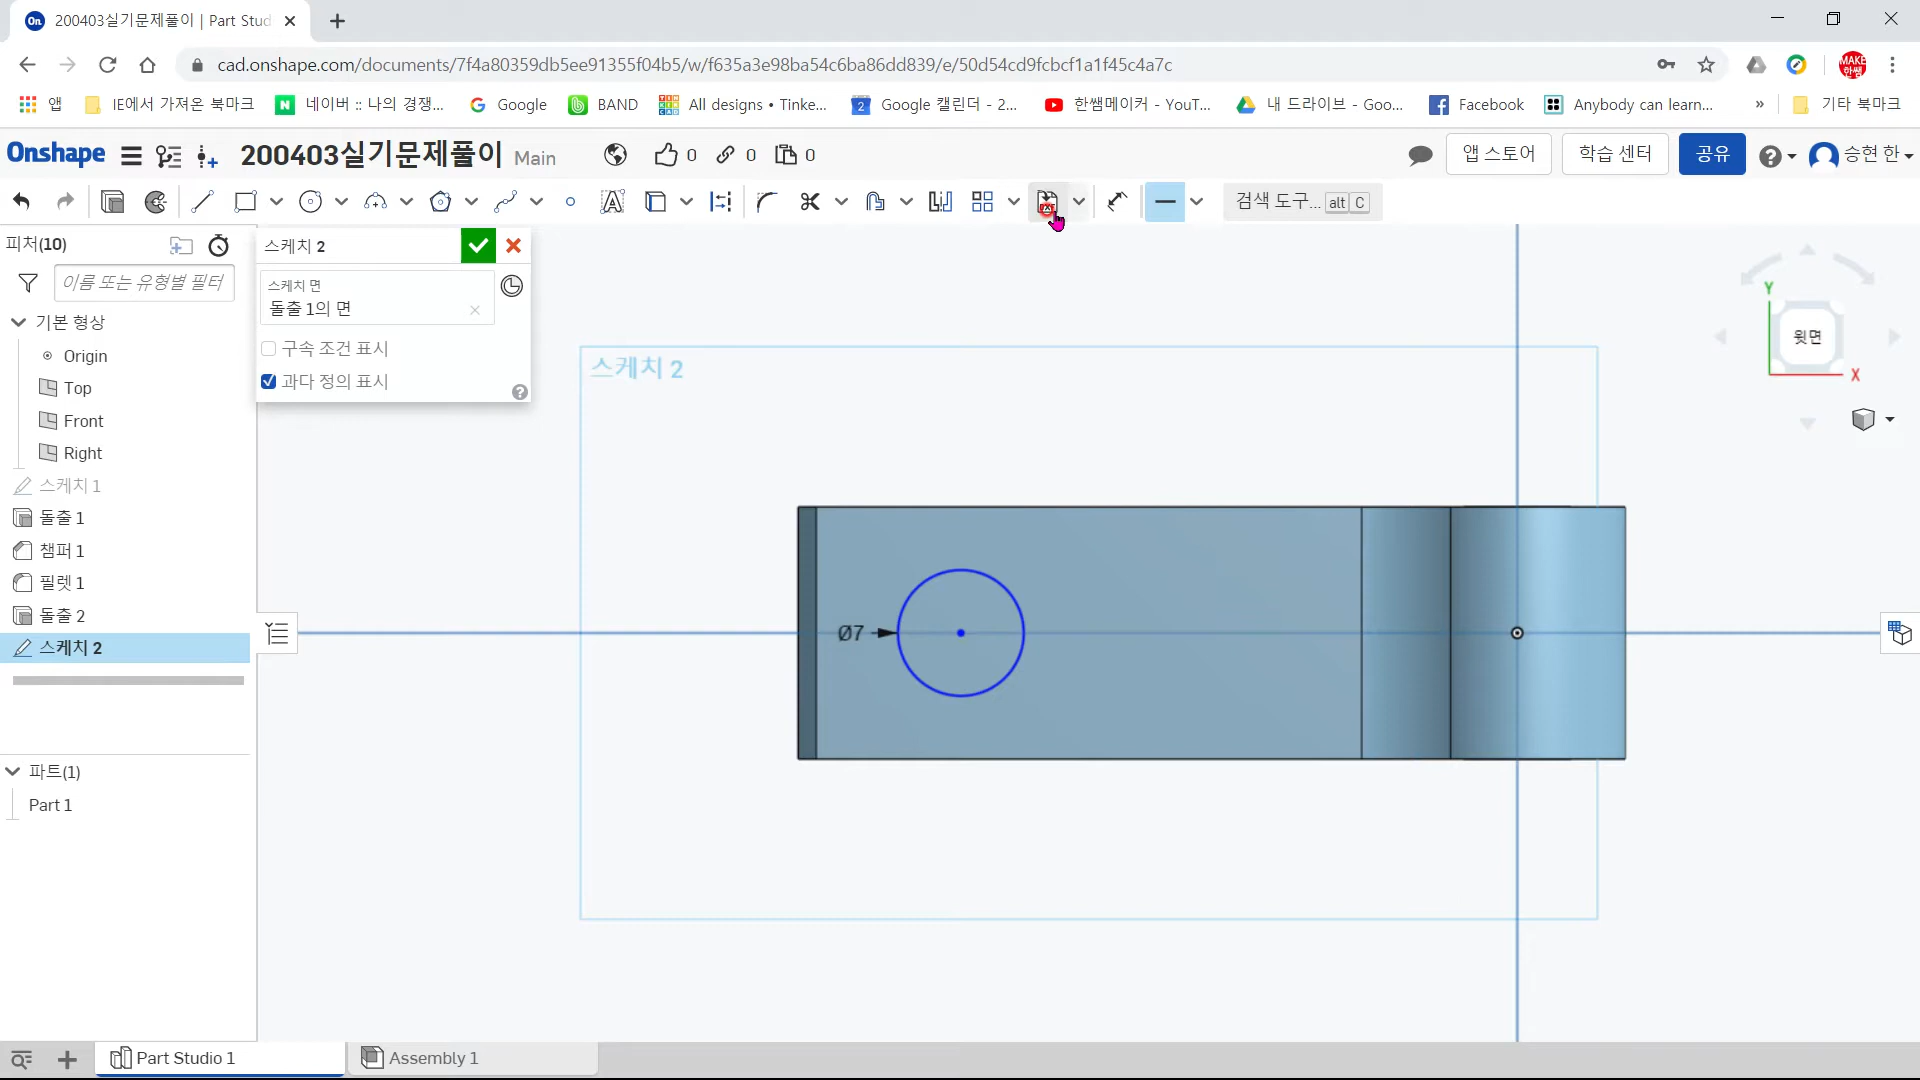 200403실기문제풀이 | Part Stud
cad.onshape.com/documents/7f4a80359db5ee91355f04b5/w/f635a3e98ba54c6ba86dd839/e/50d54cd9fcbcf1a1f45c4a7c
앱 IE에서 가져온 북마크 네이버 :: 나의 경쟁... Google BAND All designs • Tinke... Google 캘린더 - 2... 한쌤메이커 - YouT... 내 드라이브 - Goo... Facebook Anybody can learn... » 기타 북마크
MAKE
한쌤
Onshape 200403실기문제풀이 Main 0 0 0 앱 스토어 학습 센터 공유 승현 한
검색 도구... alt C
피처(10)
이름 또는 유형별 필터
기본 형상
Origin
Top
Front
Right
스케치 1
돌출 1
챔퍼 1
필렛 1
돌출 2
스케치 2
파트(1)
Part 1
스케치 2
스케치 면
돌출 1의 면
구속 조건 표시
과다 정의 표시
스케치 2
Ø7
Y
윗면
X
Part Studio 1
Assembly 1